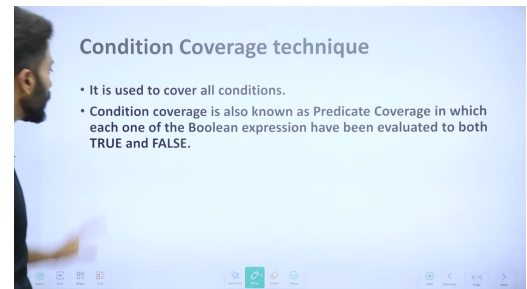 Condition Coverage technique
• It is used to cover all conditions.
• Condition coverage is also known as Predicate Coverage in which
each one of the Boolean expression have been evaluated to both
TRUE and FALSE.